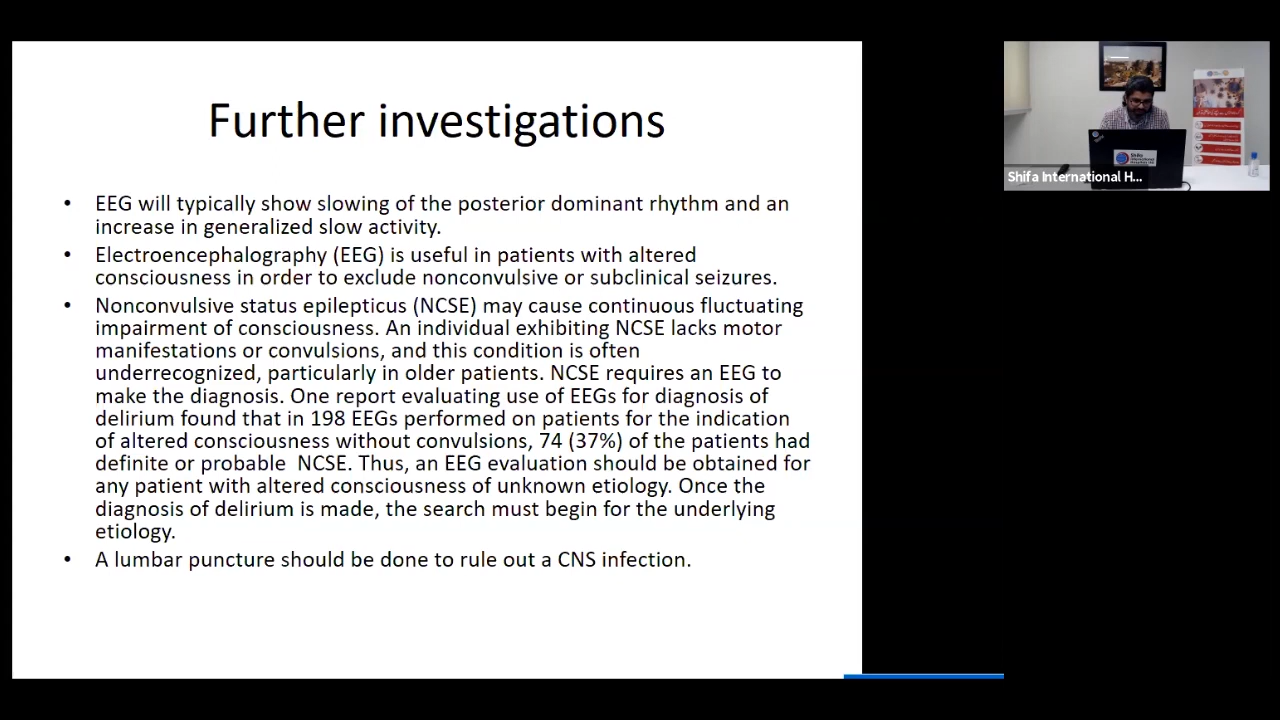 Further investigations
• EEG will typically show slowing of the posterior dominant rhythm and an
increase in generalized slow activity.
• Electroencephalography (EEG) is useful in patients with altered
consciousness in order to exclude nonconvulsive or subclinical seizures.
• Nonconvulsive status epilepticus (NCSE) may cause continuous fluctuating
impairment of consciousness. An individual exhibiting NCSE lacks motor
manifestations or convulsions, and this condition is often
underrecognized, particularly in older patients. NCSE requires an EEG to
make the diagnosis. One report evaluating use of EEGs for diagnosis of
delirium found that in 198 EEGs performed on patients for the indication
of altered consciousness without convulsions, 74 (37%) of the patients had
definite or probable  NCSE. Thus, an EEG evaluation should be obtained for
any patient with altered consciousness of unknown etiology. Once the
diagnosis of delirium is made, the search must begin for the underlying
etiology.
• A lumbar puncture should be done to rule out a CNS infection.
Shifa
Shifa International H...